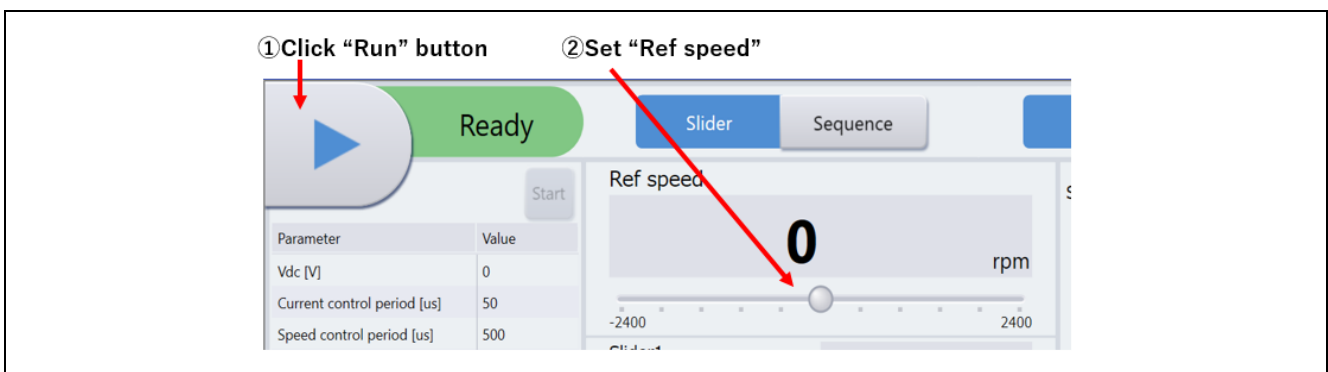 ①Click “Run” button ②Set “Ref speed”
Ready Slider Sequence
Start Ref speed
Parameter Value 0 rpm
Vdc [V] 0
Current control period [us] 50
-2400 2400
Speed control period [us] 500